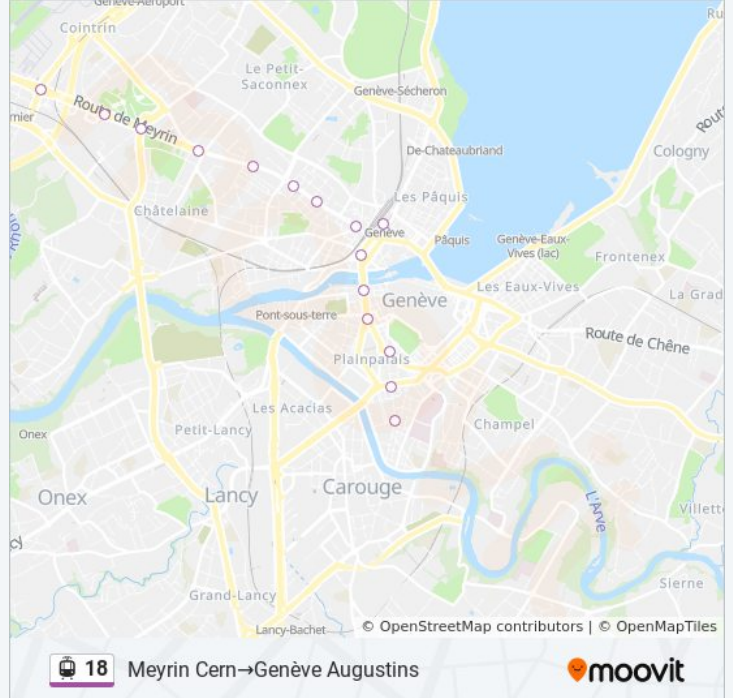 Genève-Aéroport
Cointrin
Le Petit-
Saconnex
Genève-Sécheron
Route de Meyrin
mier
De-Chateaubriand
Cologny
Châtelaine
Les Pâquis
Genève
Pâquis
Genève-Eaux-
Vives (lac)
Frontenex
Les Eaux-Vives
La Grad
Genève
Pont-sous-terre
Route de Chêne
Plainpalais
Les Acacias
Petit-Lancy
Champel
Onex
Onex
Lancy
Carouge
L'Arve
Villett
Sierne
Grand-Lancy
Lancy-Bachet
© OpenStreetMap contributors | © OpenMapTiles
18 Meyrin Cern→Genève Augustins
moovit